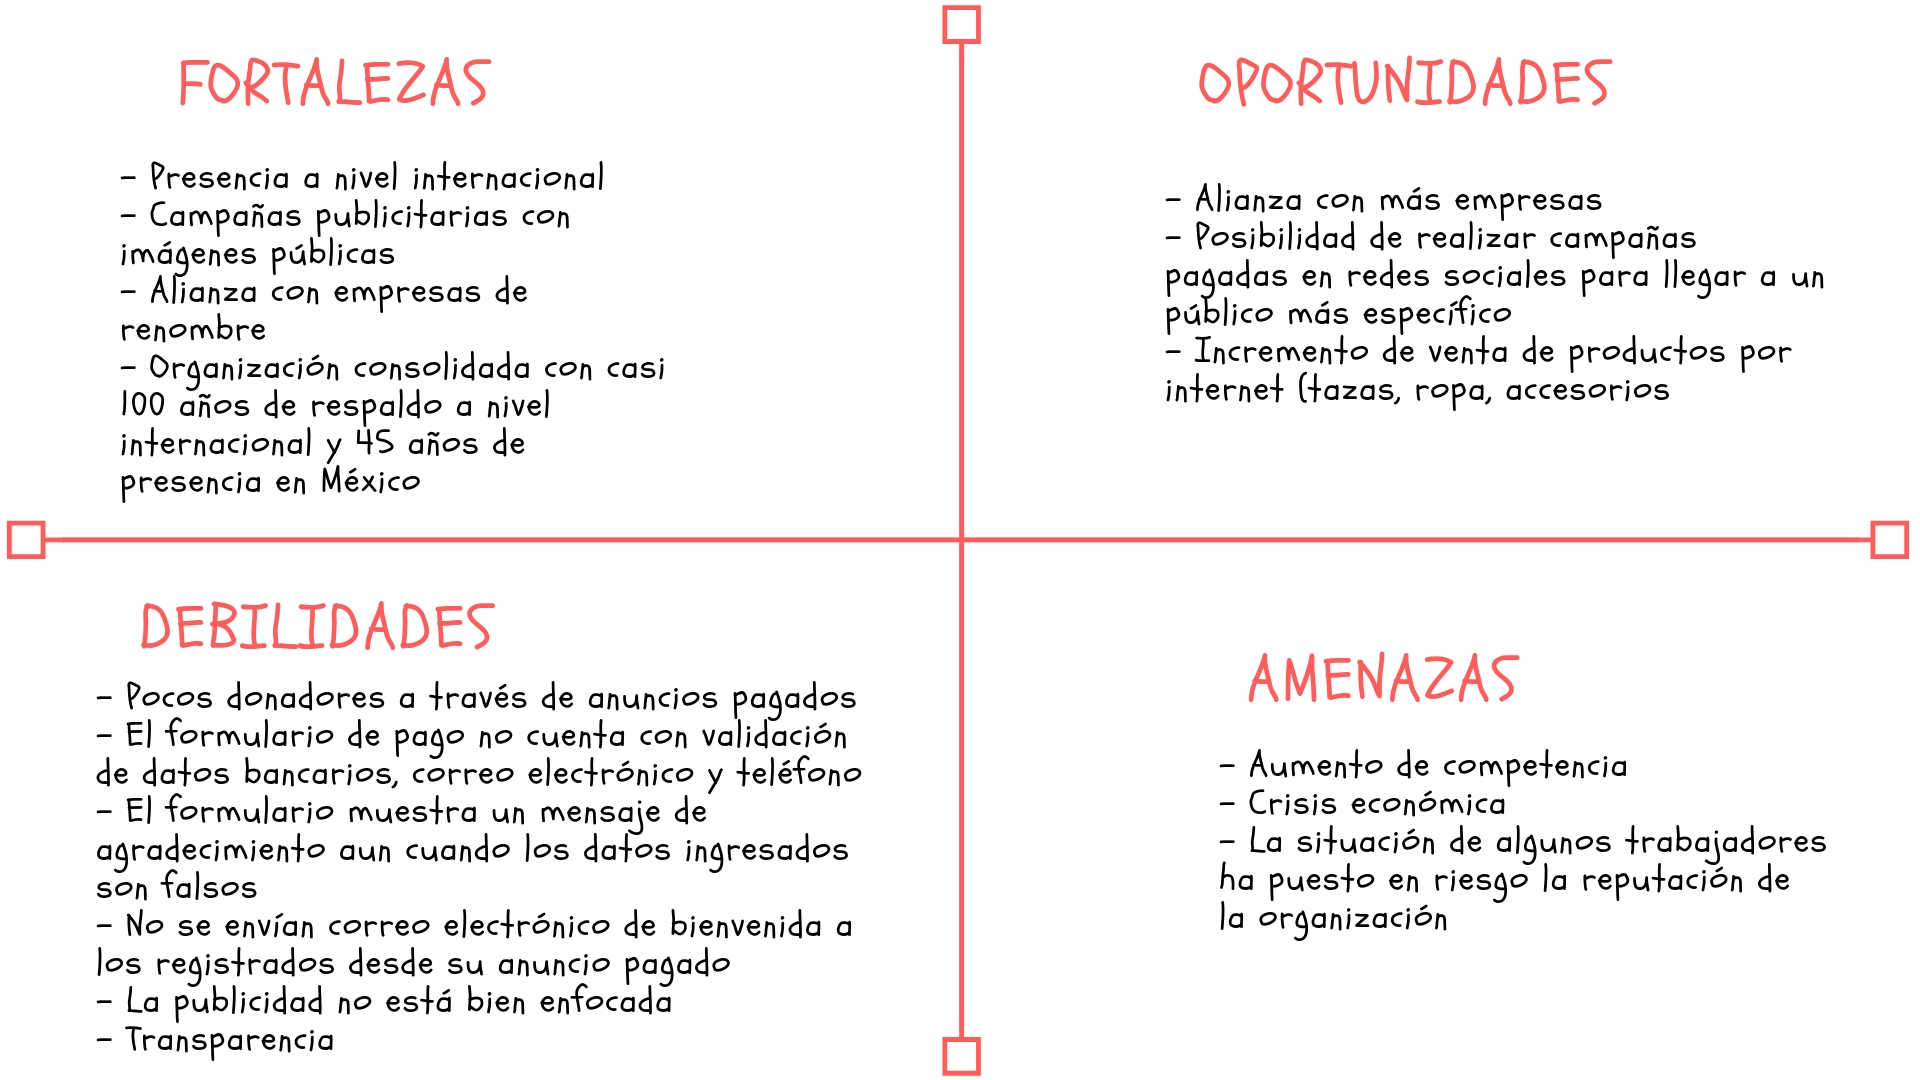 FORTALEZAS
- Presencia a nivel internacional
- Campañas publicitarias con
imágenes públicas
- Alianza con empresas de
renombre
- Organización consolidada con casi
100 años de respaldo a nivel
internacional y 45 años de
presencia en México
OPORTUNIDADES
- Alianza con más empresas
- Posibilidad de realizar campañas
pagadas en redes sociales para llegar a un
público más específico
- Incremento de venta de productos por
internet (tazas, ropa, accesorios
DEBILIDADES
- Pocos donadores a través de anuncios pagados
- El formulario de pago no cuenta con validación
de datos bancarios, correo electrónico y teléfono
- El formulario muestra un mensaje de
agradecimiento aun cuando los datos ingresados
son falsos
- No se envían correo electrónico de bienvenida a
los registrados desde su anuncio pagado
- La publicidad no está bien enfocada
- Transparencia
AMENAZAS
- Aumento de competencia
- Crisis económica
- La situación de algunos trabajadores
ha puesto en riesgo la reputación de
la organización